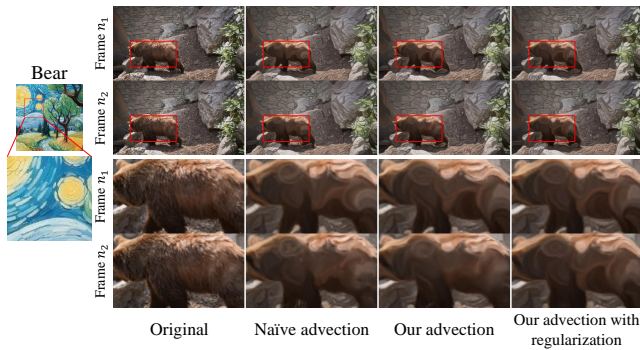 Bear
Frame n₁
Frame n₂
Frame n₁
Frame n₂
Original
Naïve advection
Our advection
Our advection with
regularization